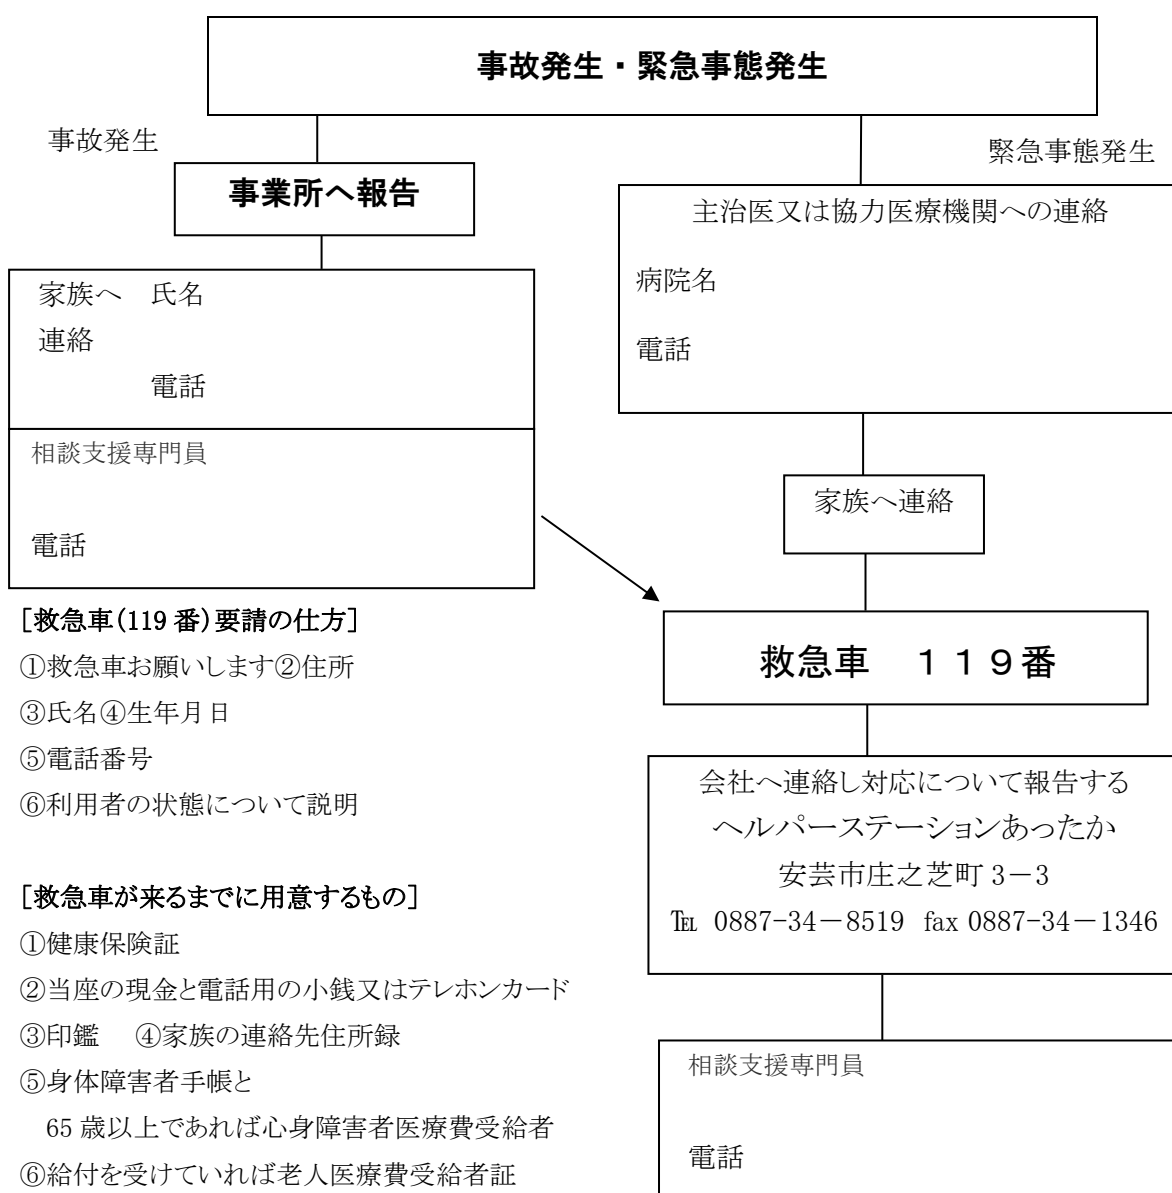 事故発生・緊急事態発生
事故発生
緊急事態発生
事業所へ報告
家族へ　氏名
連絡
電話
相談支援専門員
電話
主治医又は協力医療機関への連絡
病院名
電話
家族へ連絡
救急車　１１９番
会社へ連絡し対応について報告する
ヘルパーステーションあったか
安芸市庄之芝町 3－3
℡ 0887-34－8519 fax 0887-34－1346
相談支援専門員
電話
［救急車（119 番）要請の仕方］
①救急車お願いします②住所
③氏名④生年月日
⑤電話番号
⑥利用者の状態について説明
［救急車が来るまでに用意するもの］
①健康保険証
②当座の現金と電話用の小銭又はテレホンカード
③印鑑　④家族の連絡先住所録
⑤身体障害者手帳と
65 歳以上であれば心身障害者医療費受給者
⑥給付を受けていれば老人医療費受給者証